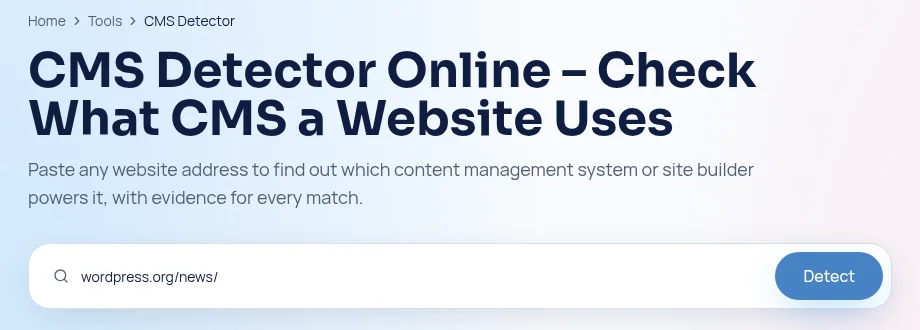 Home > Tools > CMS Detector
CMS Detector Online – Check
What CMS a Website Uses
Paste any website address to find out which content management system or site builder
powers it, with evidence for every match.
wordpress.org/news/
Detect